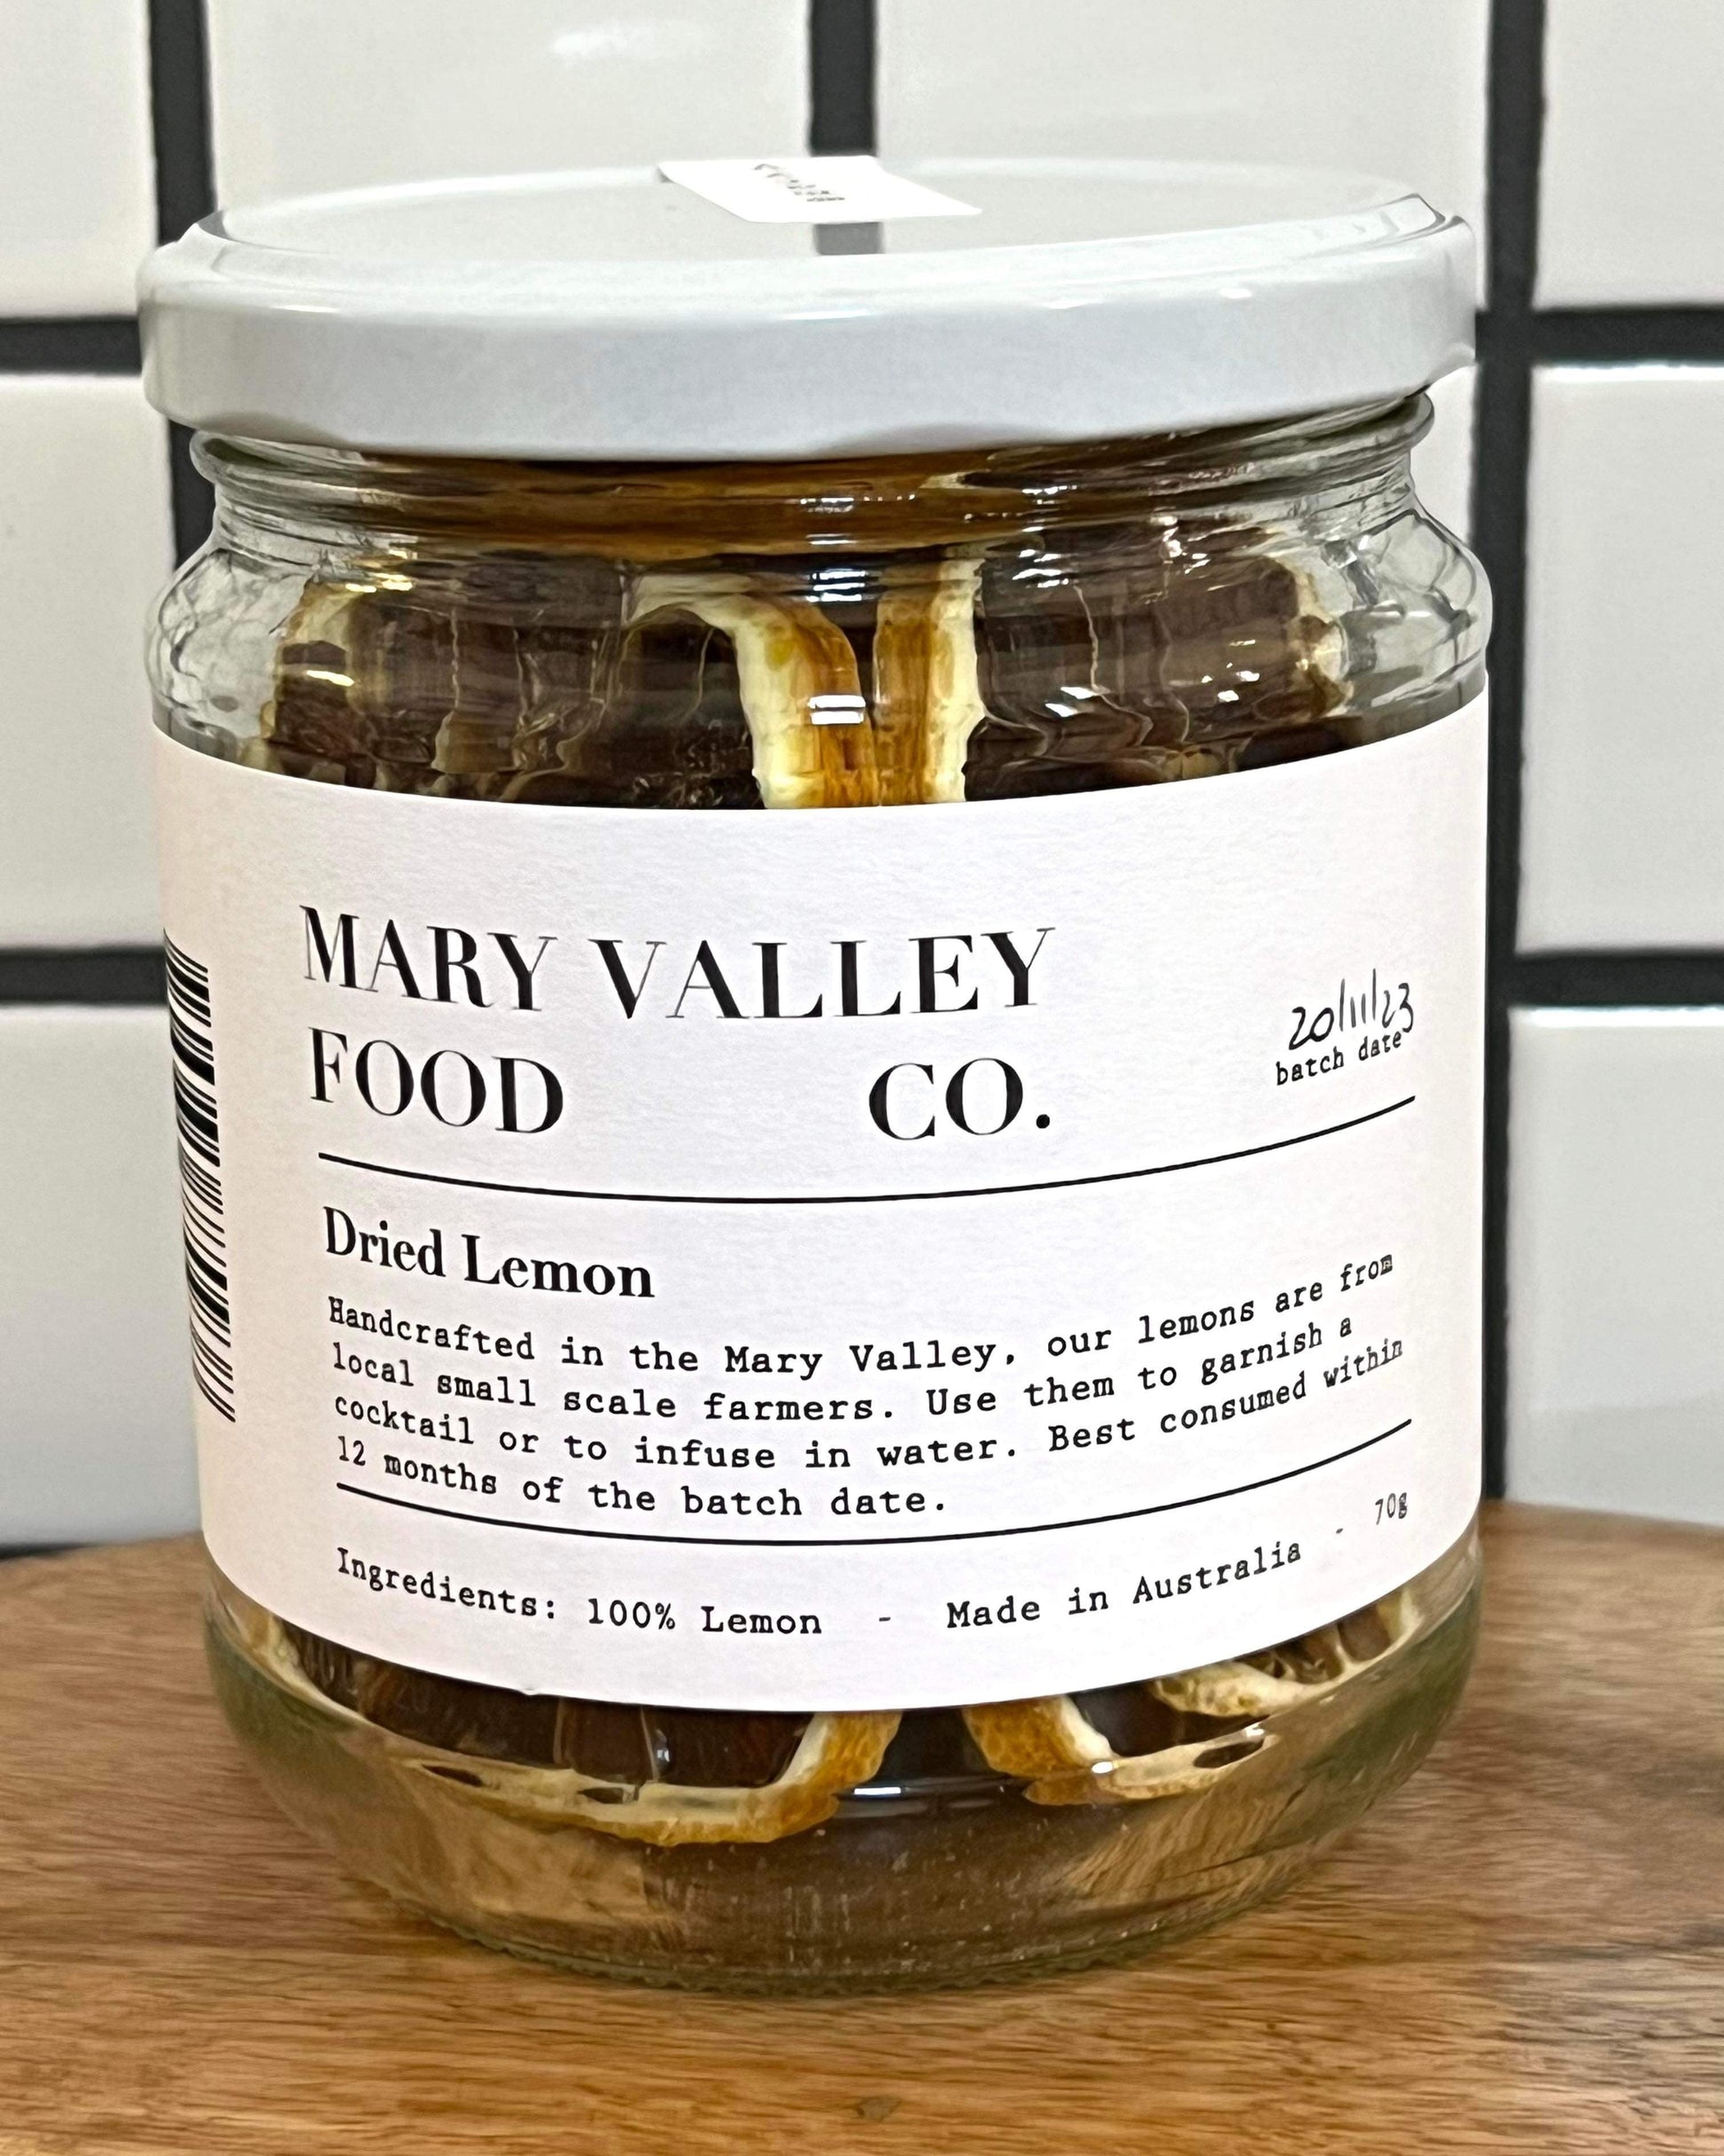 MARY VALLEY
FOOD CO.
20/11/23
batch date
Dried Lemon
Handcrafted in the Mary Valley, our lemons are from
local small scale farmers. Use them to garnish a
cocktail or to infuse in water. Best consumed within
12 months of the batch date.
Ingredients: 100% Lemon - Made in Australia - 70g